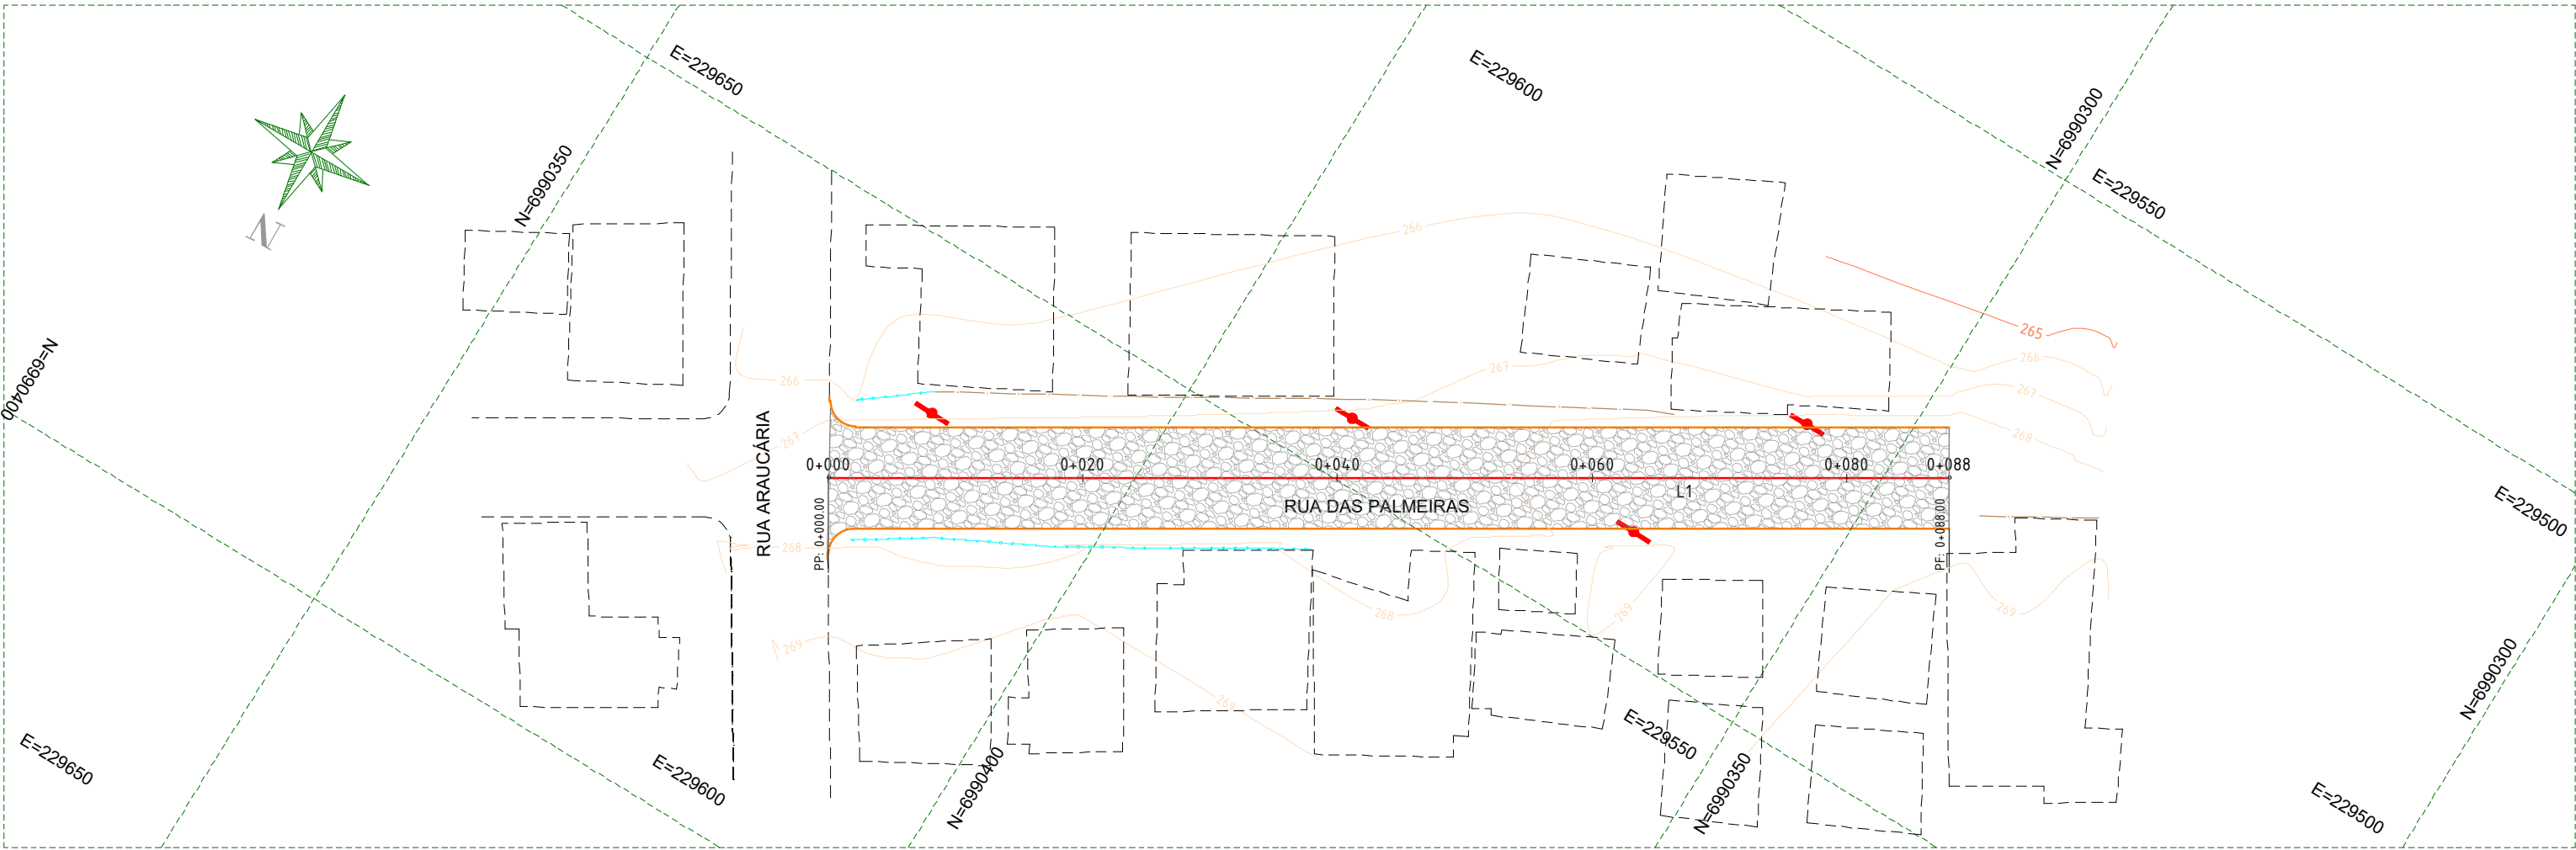 E=229650
E=229600
N=6990300
N=6990350
E=229550
N
266
265
266
N=6990400
267
266
267
RUA ARAUCÁRIA
267
268
0+000
0+020
0+040
0+060
0+080
0+088
L1
RUA DAS PALMEIRAS
PP: 0+000.00
PF: 0+088.00
E=229500
268
268
269
269
269
269
N=6990300
E=229550
E=229650
E=229600
N=6990400
N=6990350
E=229500